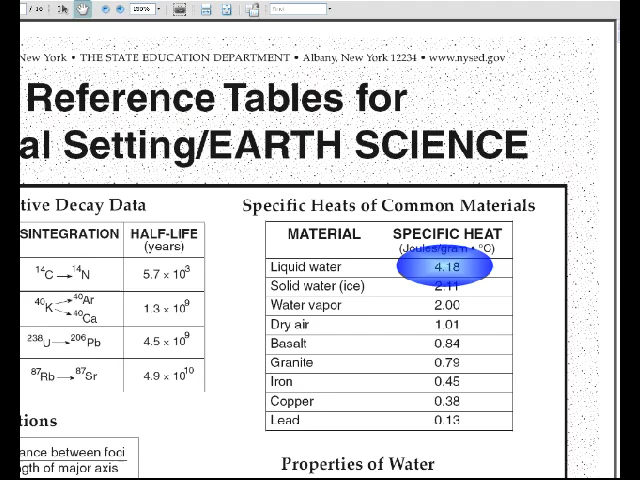 / 16
New York • THE STATE EDUCATION DEPARTMENT • Albany, New York 12234 • www.nysed.gov
Reference Tables for
al Setting/EARTH SCIENCE
tive Decay Data
SINTEGRATION HALF-LIFE
(years)
¹⁴C → ¹⁴N 5.7 x 10³
⁴⁰K → ⁴⁰Ar
⁴⁰Ca 1.3 x 10⁹
²³⁸U → ²⁰⁶Pb 4.5 x 10⁹
⁸⁷Rb → ⁸⁷Sr 4.9 x 10¹⁰
Specific Heats of Common Materials
MATERIAL SPECIFIC HEAT
(Joules/gram • °C)
Liquid water 4.18
Solid water (ice) 2.11
Water vapor 2.00
Dry air 1.01
Basalt 0.84
Granite 0.79
Iron 0.45
Copper 0.38
Lead 0.13
tions
ance between foci
gth of major axis
Properties of Water